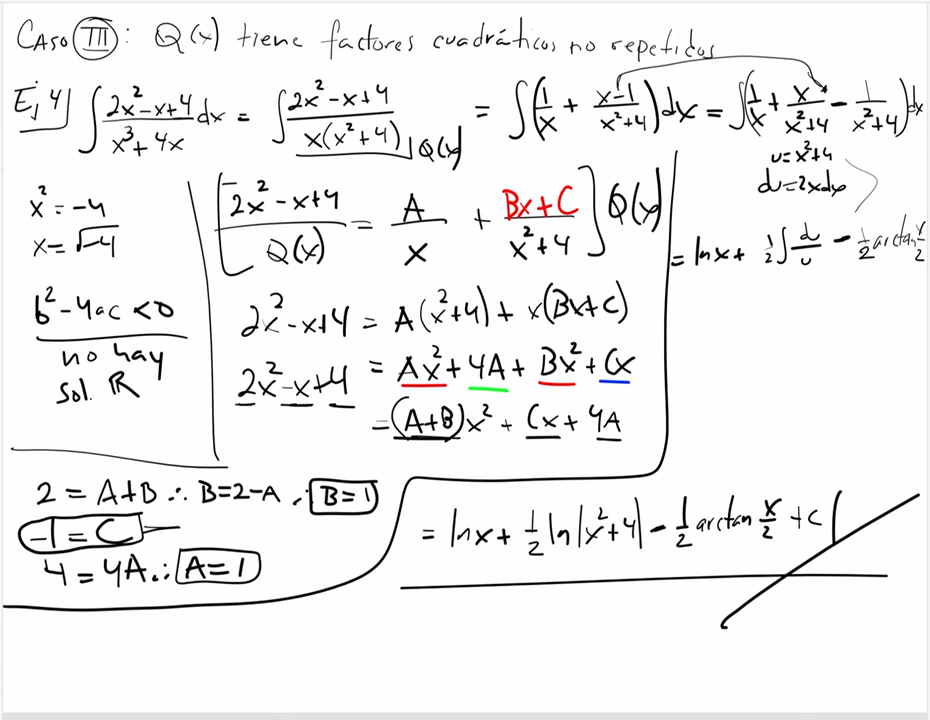 CASO III : Q(x) tiene factores cuadráticos no repetidos
Ej 4) ∫ (2x²-x+4)/(x³+4x) dx = ∫ (2x²-x+4)/(x(x²+4)) Q(x) = ∫(1/x + (x-1)/(x²+4))dx = ∫(1/x + x/(x²+4) - 1/(x²+4))dx
u=x²+4
du=2xdx
= lnx + ½∫ du/u - ½ arctan x/2
x² = -4
x = √-4
b²-4ac <0
no hay
sol. ℝ
[(2x²-x+4)/Q(x) = A/x + (Bx+C)/(x²+4)] Q(x)
2x²-x+4 = A(x²+4) + x(Bx+C)
2x²-x+4 = Ax²+4A + Bx²+Cx
= (A+B)x² + Cx + 4A
2 = A+B ∴ B=2-A ∴ B=1
-1 = C
4 = 4A ∴ A=1
= lnx + ½ ln|x²+4| - ½ arctan x/2 + c